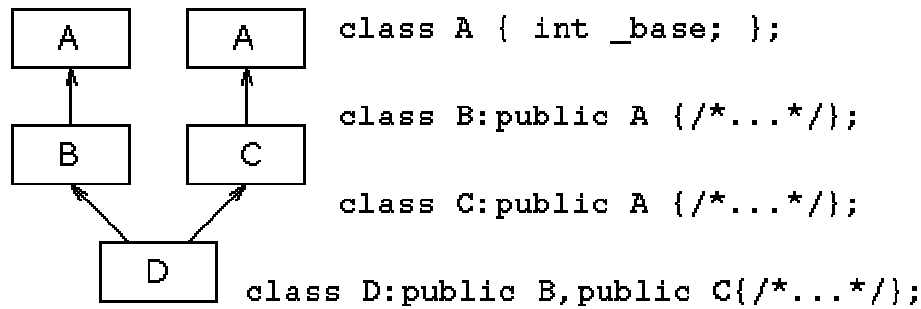 A A class A { int _base; };
B C class B:public A {/*...*/};
class C:public A {/*...*/};
D class D:public B,public C{/*...*/};